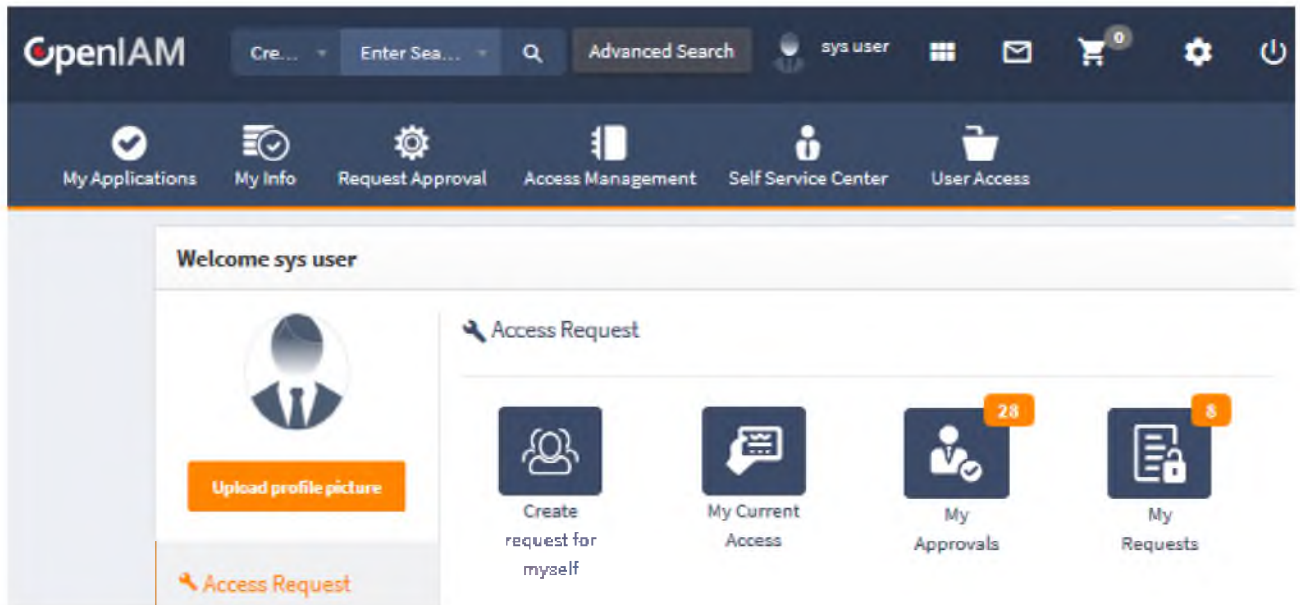 OpenIAM
Cre... Enter Sea... Advanced Search sys user 0
My Applications My Info Request Approval Access Management Self Service Center User Access
Welcome sys user
Upload profile picture
Access Request
Access Request
28
8
Create
request for
myself
My Current
Access
My
Approvals
My
Requests